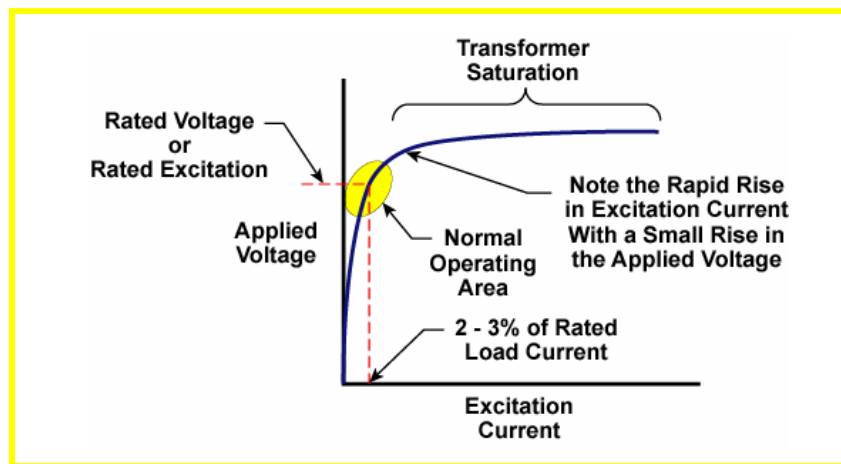 Transformer
Saturation
Rated Voltage
or
Rated Excitation
Note the Rapid Rise
in Excitation Current
With a Small Rise in
the Applied Voltage
Applied
Voltage
Normal
Operating
Area
2 - 3% of Rated
Load Current
Excitation
Current